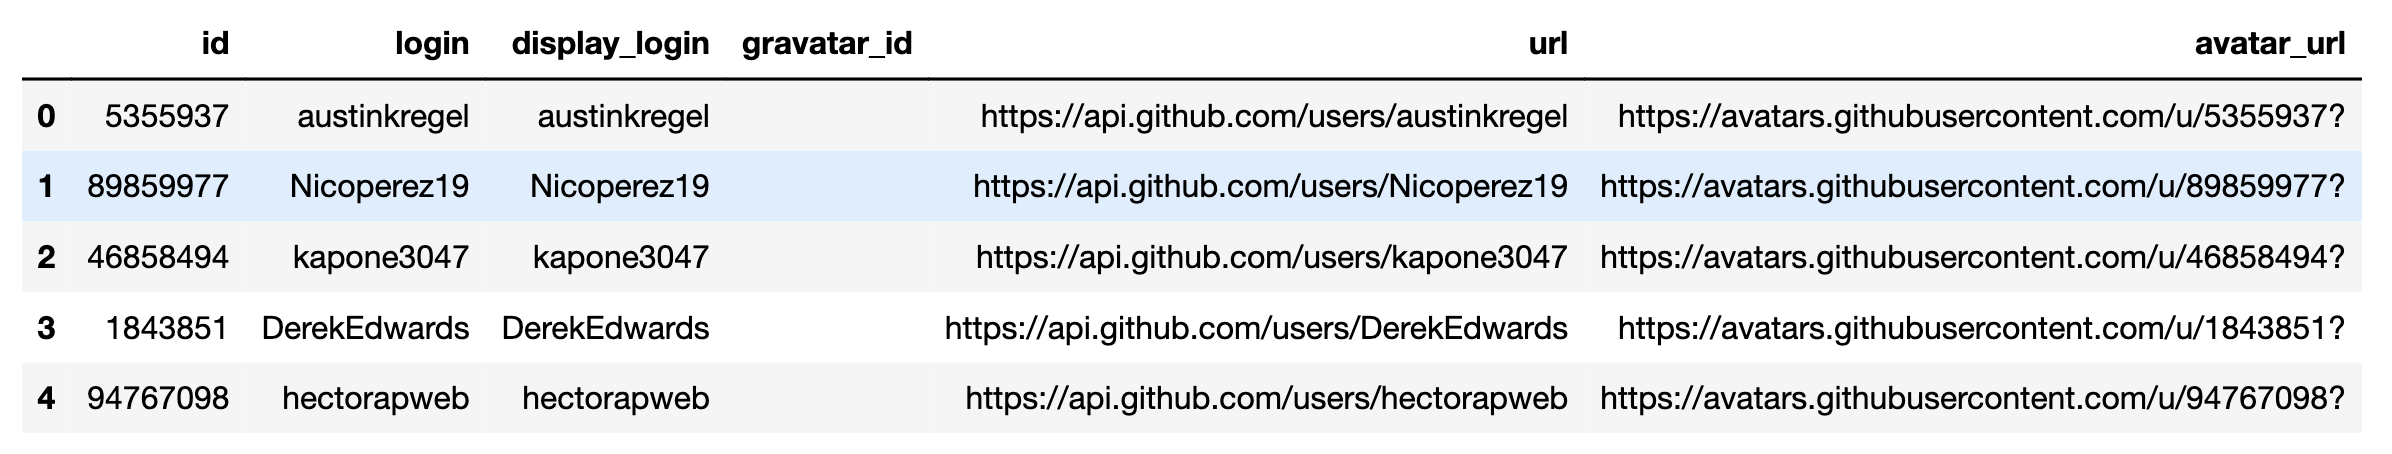 id login display_login gravatar_id url avatar_url
0 5355937 austinkregel austinkregel https://api.github.com/users/austinkregel https://avatars.githubusercontent.com/u/5355937?
1 89859977 Nicoperez19 Nicoperez19 https://api.github.com/users/Nicoperez19 https://avatars.githubusercontent.com/u/89859977?
2 46858494 kapone3047 kapone3047 https://api.github.com/users/kapone3047 https://avatars.githubusercontent.com/u/46858494?
3 1843851 DerekEdwards DerekEdwards https://api.github.com/users/DerekEdwards https://avatars.githubusercontent.com/u/1843851?
4 94767098 hectorapweb hectorapweb https://api.github.com/users/hectorapweb https://avatars.githubusercontent.com/u/94767098?